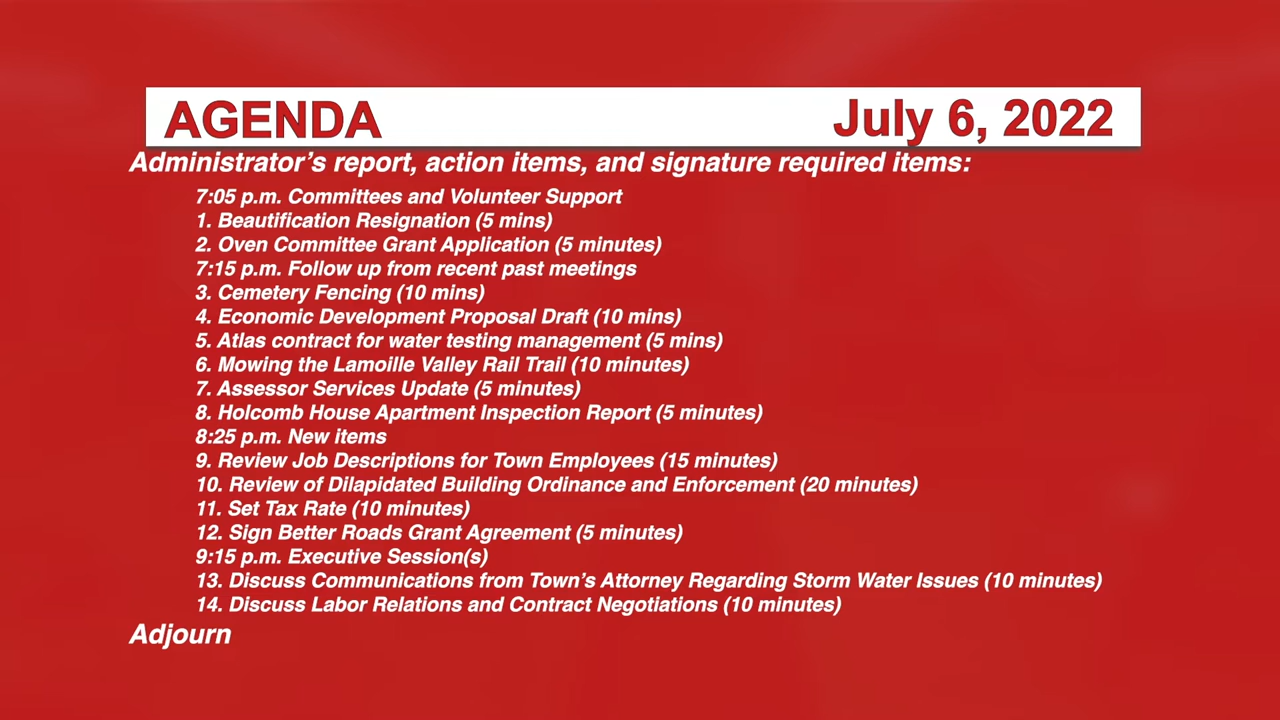 AGENDA July 6, 2022
Administrator's report, action items, and signature required items:
7:05 p.m. Committees and Volunteer Support
1. Beautification Resignation (5 mins)
2. Oven Committee Grant Application (5 minutes)
7:15 p.m. Follow up from recent past meetings
3. Cemetery Fencing (10 mins)
4. Economic Development Proposal Draft (10 mins)
5. Atlas contract for water testing management (5 mins)
6. Mowing the Lamoille Valley Rail Trail (10 minutes)
7. Assessor Services Update (5 minutes)
8. Holcomb House Apartment Inspection Report (5 minutes)
8:25 p.m. New items
9. Review Job Descriptions for Town Employees (15 minutes)
10. Review of Dilapidated Building Ordinance and Enforcement (20 minutes)
11. Set Tax Rate (10 minutes)
12. Sign Better Roads Grant Agreement (5 minutes)
9:15 p.m. Executive Session(s)
13. Discuss Communications from Town's Attorney Regarding Storm Water Issues (10 minutes)
14. Discuss Labor Relations and Contract Negotiations (10 minutes)
Adjourn